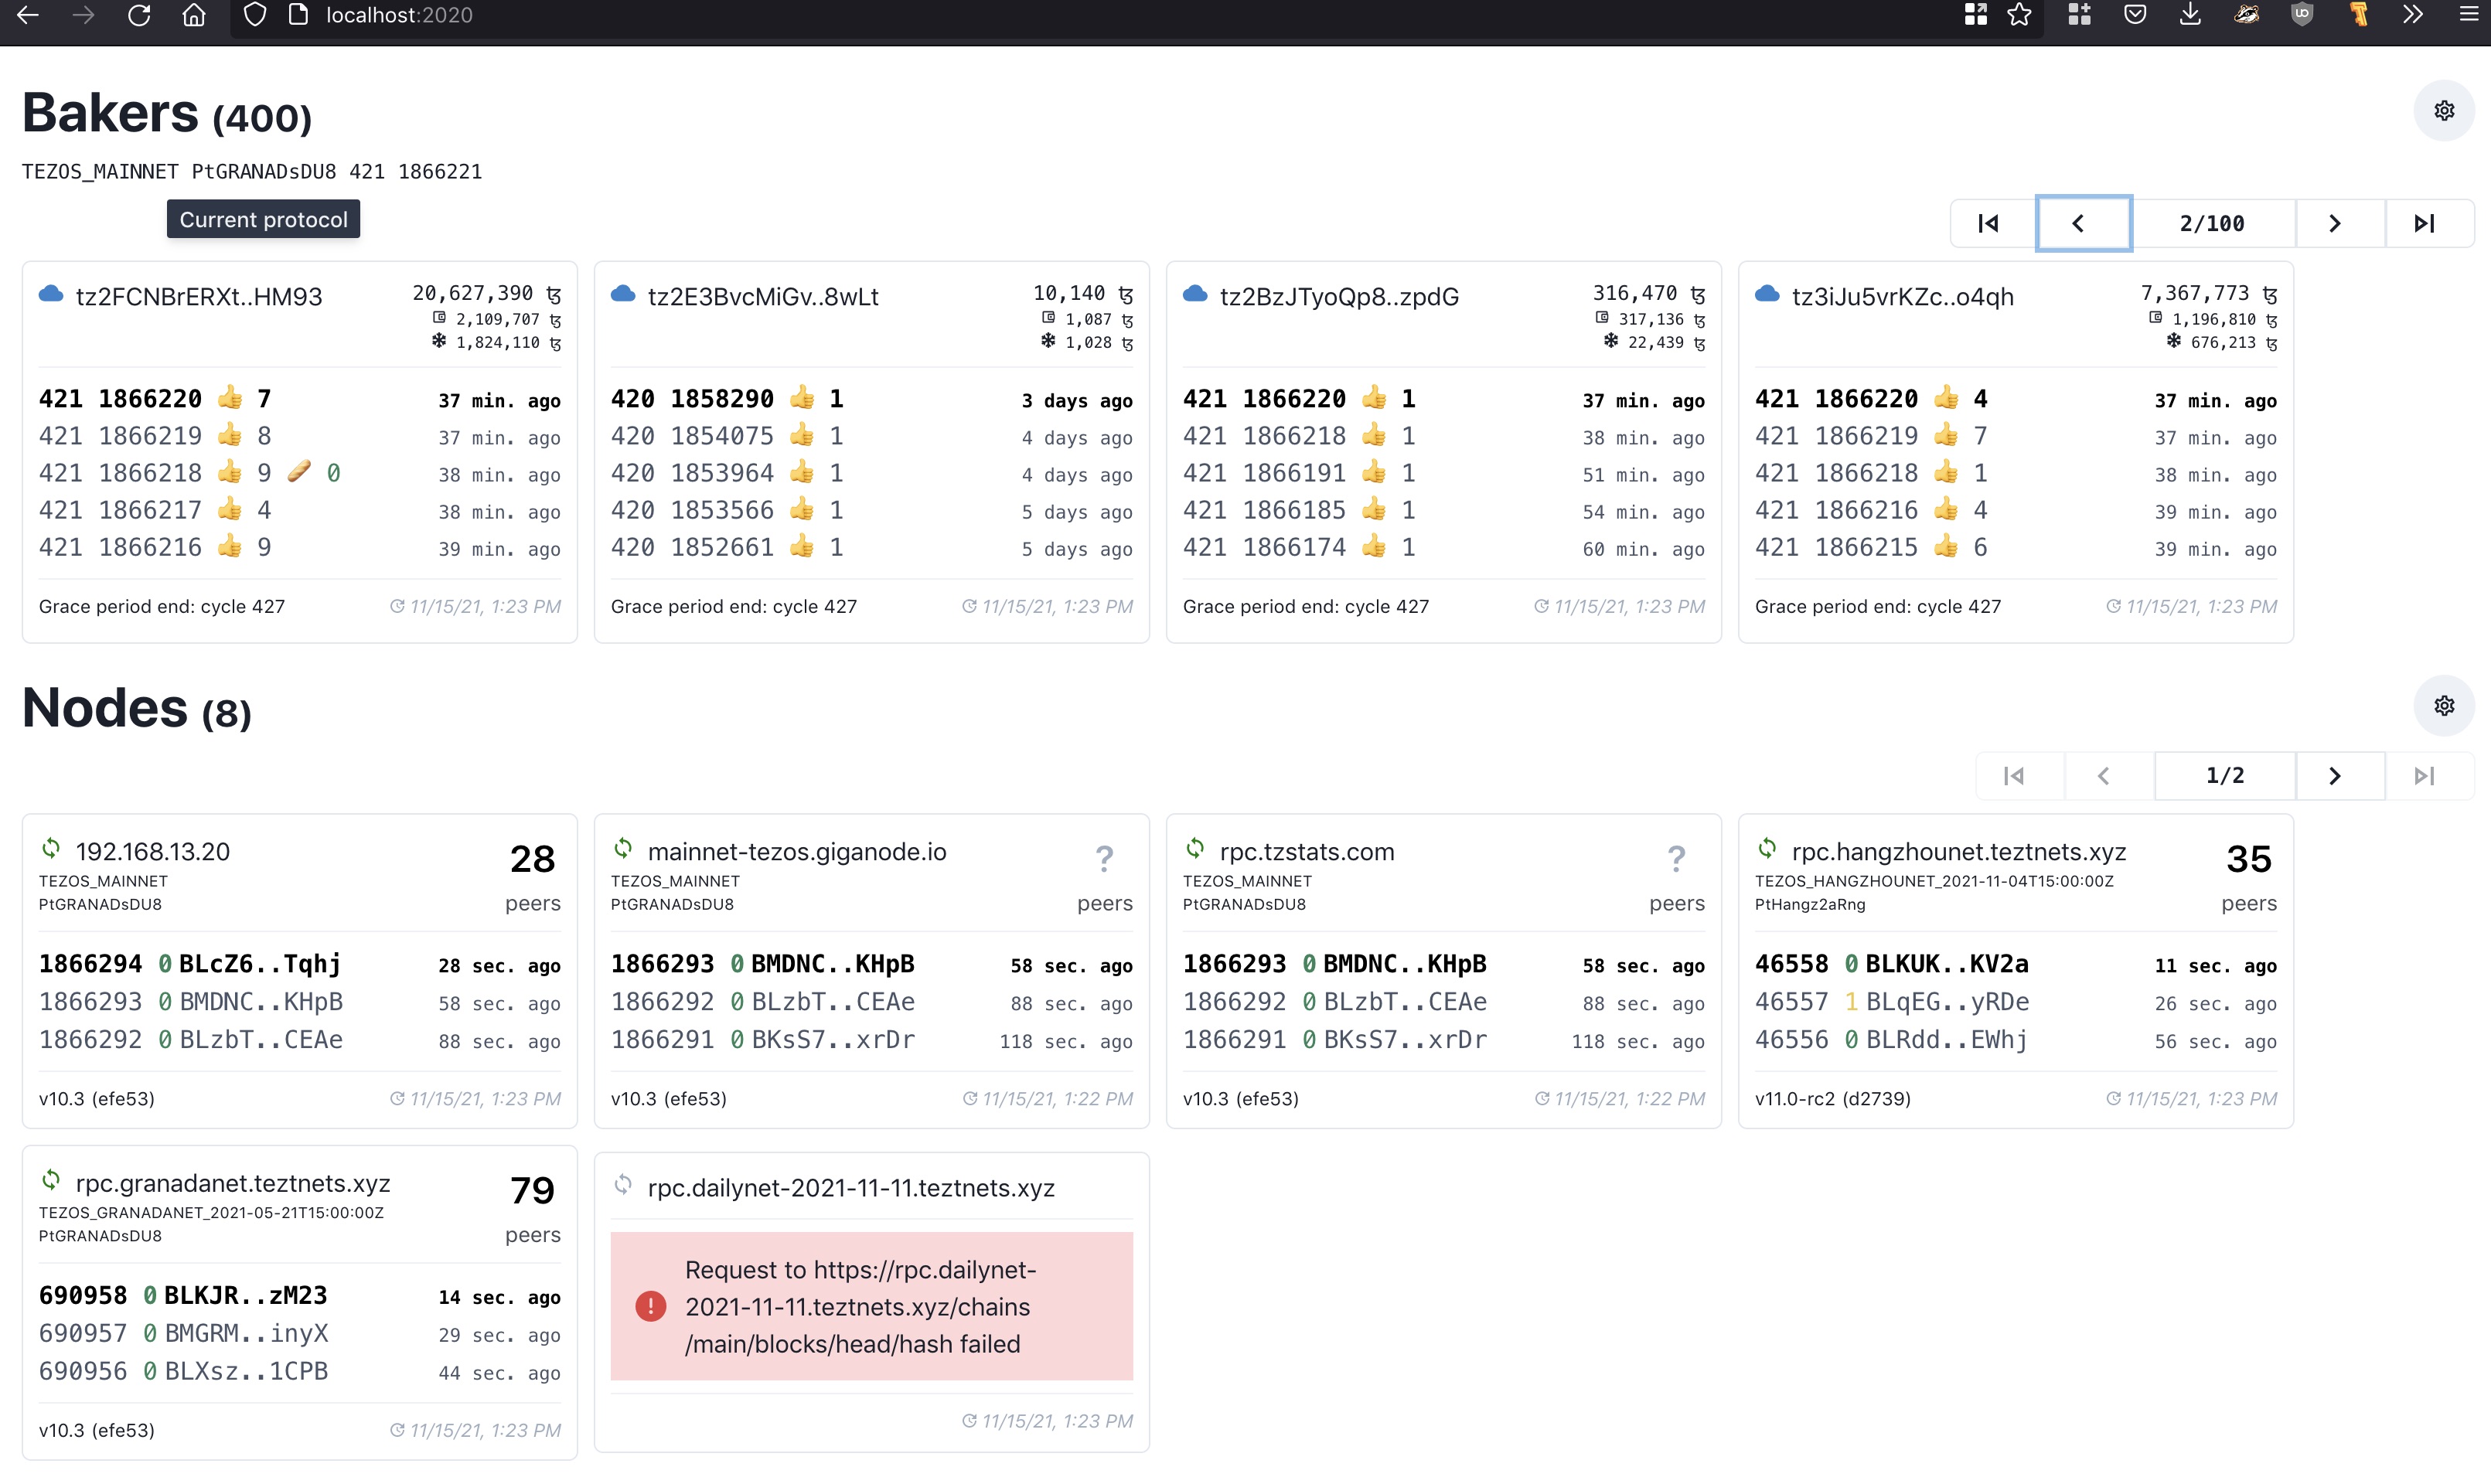 localhost:2020
Bakers (400)
TEZOS_MAINNET PtGRANADsDU8 421 1866221
Current protocol
2/100
tz2FCNBrERXt..HM93
20,627,390 ꜩ
2,109,707 ꜩ
1,824,110 ꜩ
421 1866220 👍 7 37 min. ago
421 1866219 👍 8 37 min. ago
421 1866218 👍 9 🥖 0 38 min. ago
421 1866217 👍 4 38 min. ago
421 1866216 👍 9 39 min. ago
Grace period end: cycle 427 11/15/21, 1:23 PM
tz2E3BvcMiGv..8wLt
10,140 ꜩ
1,087 ꜩ
1,028 ꜩ
420 1858290 👍 1 3 days ago
420 1854075 👍 1 4 days ago
420 1853964 👍 1 4 days ago
420 1853566 👍 1 5 days ago
420 1852661 👍 1 5 days ago
Grace period end: cycle 427 11/15/21, 1:23 PM
tz2BzJTyoQp8..zpdG
316,470 ꜩ
317,136 ꜩ
22,439 ꜩ
421 1866220 👍 1 37 min. ago
421 1866218 👍 1 38 min. ago
421 1866191 👍 1 51 min. ago
421 1866185 👍 1 54 min. ago
421 1866174 👍 1 60 min. ago
Grace period end: cycle 427 11/15/21, 1:23 PM
tz3iJu5vrKZc..o4qh
7,367,773 ꜩ
1,196,810 ꜩ
676,213 ꜩ
421 1866220 👍 4 37 min. ago
421 1866219 👍 7 37 min. ago
421 1866218 👍 1 38 min. ago
421 1866216 👍 4 39 min. ago
421 1866215 👍 6 39 min. ago
Grace period end: cycle 427 11/15/21, 1:23 PM
Nodes (8)
1/2
192.168.13.20 28
TEZOS_MAINNET
PtGRANADsDU8 peers
1866294 0 BLcZ6..Tqhj 28 sec. ago
1866293 0 BMDNC..KHpB 58 sec. ago
1866292 0 BLzbT..CEAe 88 sec. ago
v10.3 (efe53) 11/15/21, 1:23 PM
mainnet-tezos.giganode.io ?
TEZOS_MAINNET
PtGRANADsDU8 peers
1866293 0 BMDNC..KHpB 58 sec. ago
1866292 0 BLzbT..CEAe 88 sec. ago
1866291 0 BKsS7..xrDr 118 sec. ago
v10.3 (efe53) 11/15/21, 1:22 PM
rpc.tzstats.com ?
TEZOS_MAINNET
PtGRANADsDU8 peers
1866293 0 BMDNC..KHpB 58 sec. ago
1866292 0 BLzbT..CEAe 88 sec. ago
1866291 0 BKsS7..xrDr 118 sec. ago
v10.3 (efe53) 11/15/21, 1:22 PM
rpc.hangzhounet.teztnets.xyz 35
TEZOS_HANGZHOUNET_2021-11-04T15:00:00Z
PtHangz2aRng peers
46558 0 BLKUK..KV2a 11 sec. ago
46557 1 BLqEG..yRDe 26 sec. ago
46556 0 BLRdd..EWhj 56 sec. ago
v11.0-rc2 (d2739) 11/15/21, 1:23 PM
rpc.granadanet.teztnets.xyz 79
TEZOS_GRANADANET_2021-05-21T15:00:00Z
PtGRANADsDU8 peers
690958 0 BLKJR..zM23 14 sec. ago
690957 0 BMGRM..inyX 29 sec. ago
690956 0 BLXsz..1CPB 44 sec. ago
v10.3 (efe53) 11/15/21, 1:23 PM
rpc.dailynet-2021-11-11.teztnets.xyz
Request to https://rpc.dailynet-
2021-11-11.teztnets.xyz/chains
/main/blocks/head/hash failed
11/15/21, 1:23 PM